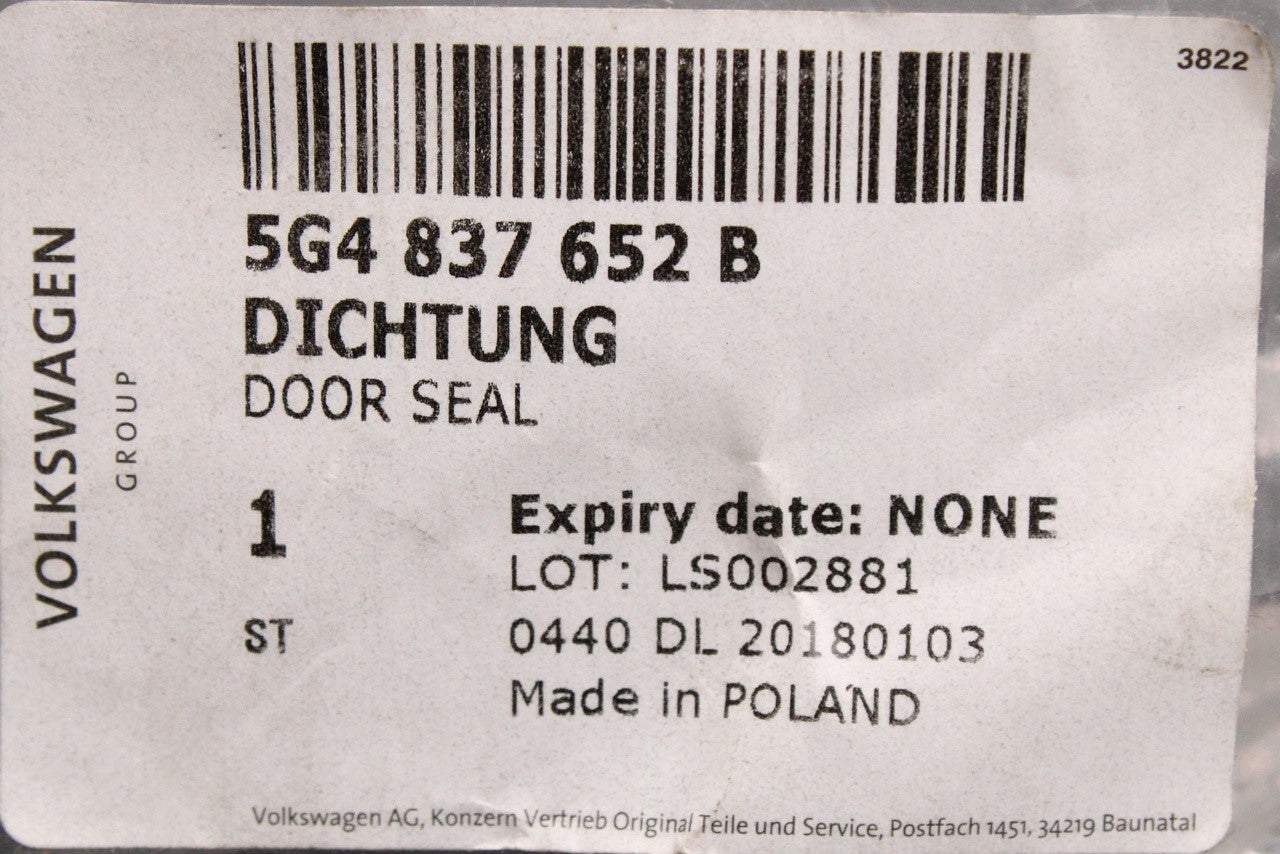 3822
5G4 837 652 B
DICHTUNG
DOOR SEAL
1
Expiry date: NONE
LOT: LS002881
ST
0440 DL 20180103
Made in POLAND
VOLKSWAGEN
GROUP
Volkswagen AG, Konzern Vertrieb Original Teile und Service, Postfach 1451, 34219 Baunatal